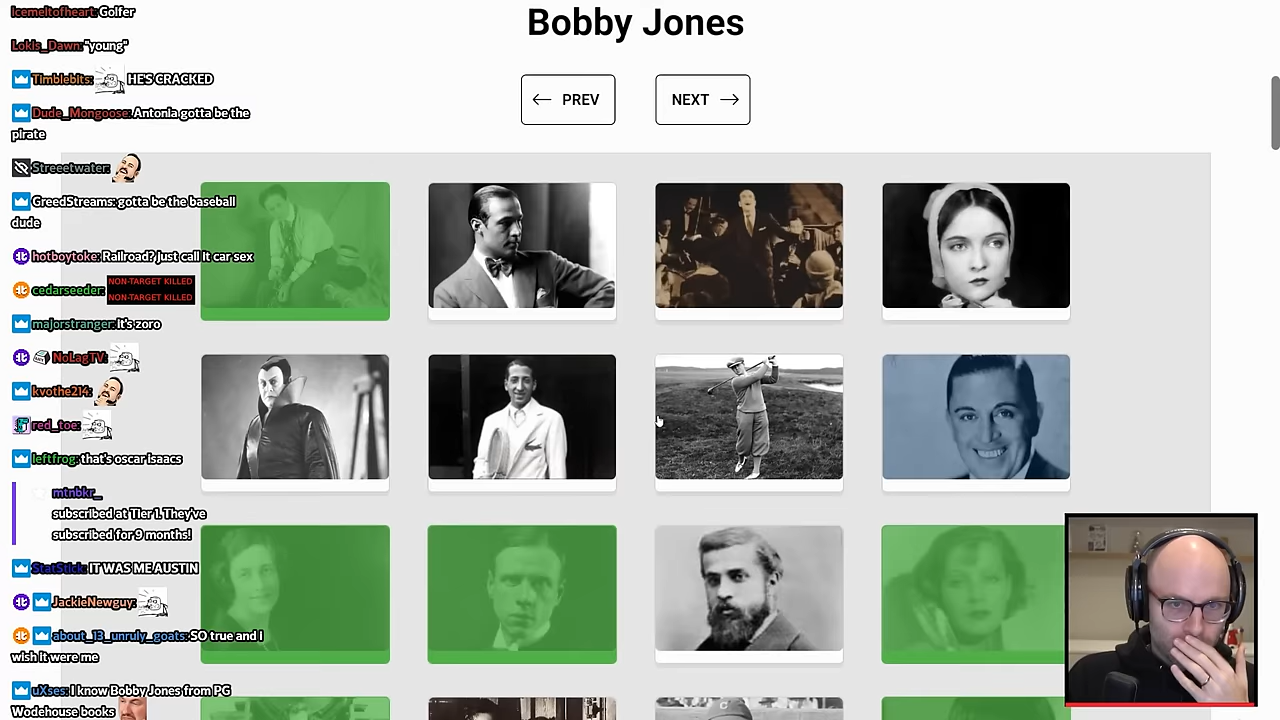 Icemeltofheart: Golfer
Lokis_Dawn: "young"
Timblebits: HE'S CRACKED
Dude_Mongoose: Antonia gotta be the
pirate
Streeetwater:
GreedStreams: gotta be the baseball
dude
hotboytoke: Railroad? Just call it car sex
cedarseeder: NON-TARGET KILLED
NON-TARGET KILLED
majorstranger: It's zoro
NoLagTV:
kvothe214:
red_toe:
leftfrog: that's oscar isaacs
mtnbkr_
subscribed at Tier 1. They've
subscribed for 9 months!
StatStick: IT WAS ME AUSTIN
JackieNewguy:
about_13_unruly_goats: SO true and I
wish it were me
uXses: I know Bobby Jones from PG
Wodehouse books
Bobby Jones
← PREV
NEXT →